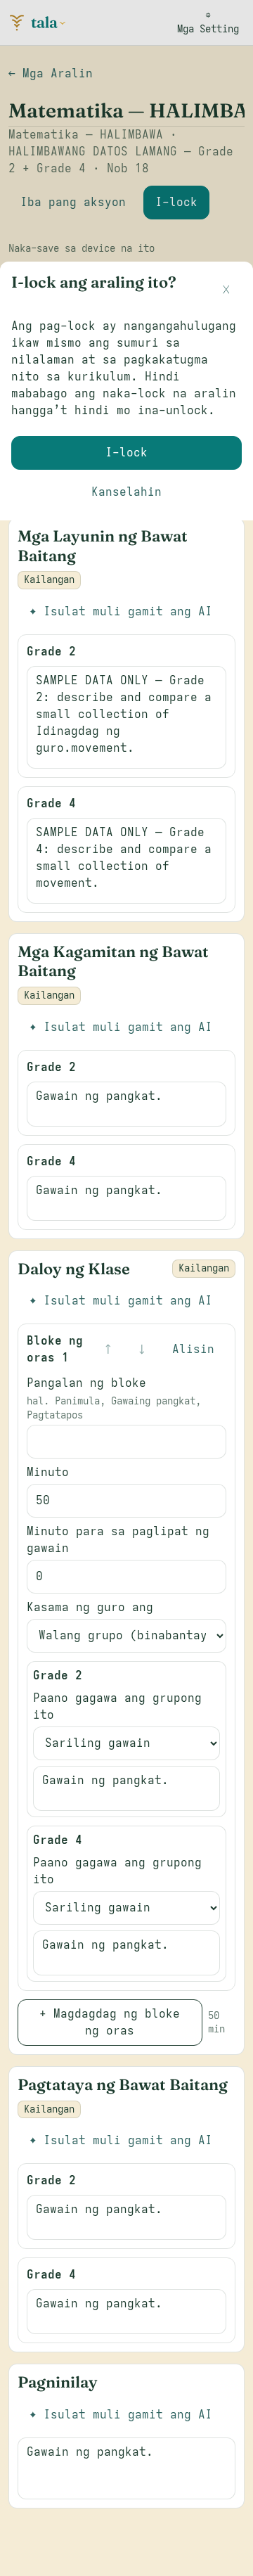 tala
Mga Setting
← Mga Aralin
Matematika — HALIMBA
Matematika — HALIMBAWA ·
HALIMBAWANG DATOS LAMANG — Grade
2 + Grade 4 · Nob 18
Iba pang aksyon
I-lock
Naka-save sa device na ito
I-lock ang araling ito?
X
Ang pag-lock ay nangangahulugang
ikaw mismo ang sumuri sa
nilalaman at sa pagkakatugma
nito sa kurikulum. Hindi
mababago ang naka-lock na aralin
hangga't hindi mo ina-unlock.
I-lock
Kanselahin
Mga Layunin ng Bawat
Baitang
Kailangan
✦ Isulat muli gamit ang AI
Grade 2
SAMPLE DATA ONLY — Grade
2: describe and compare a
small collection of
Idinagdag ng
guro.movement.
Grade 4
SAMPLE DATA ONLY — Grade
4: describe and compare a
small collection of
movement.
Mga Kagamitan ng Bawat
Baitang
Kailangan
✦ Isulat muli gamit ang AI
Grade 2
Gawain ng pangkat.
Grade 4
Gawain ng pangkat.
Daloy ng Klase
Kailangan
✦ Isulat muli gamit ang AI
Bloke ng
oras 1
↑
↓
Alisin
Pangalan ng bloke
hal. Panimula, Gawaing pangkat,
Pagtatapos
Minuto
50
Minuto para sa paglipat ng
gawain
0
Kasama ng guro ang
Walang grupo (binabantay
Grade 2
Paano gagawa ang grupong
ito
Sariling gawain
Gawain ng pangkat.
Grade 4
Paano gagawa ang grupong
ito
Sariling gawain
Gawain ng pangkat.
+ Magdagdag ng bloke
ng oras
50
min
Pagtataya ng Bawat Baitang
Kailangan
✦ Isulat muli gamit ang AI
Grade 2
Gawain ng pangkat.
Grade 4
Gawain ng pangkat.
Pagninilay
✦ Isulat muli gamit ang AI
Gawain ng pangkat.